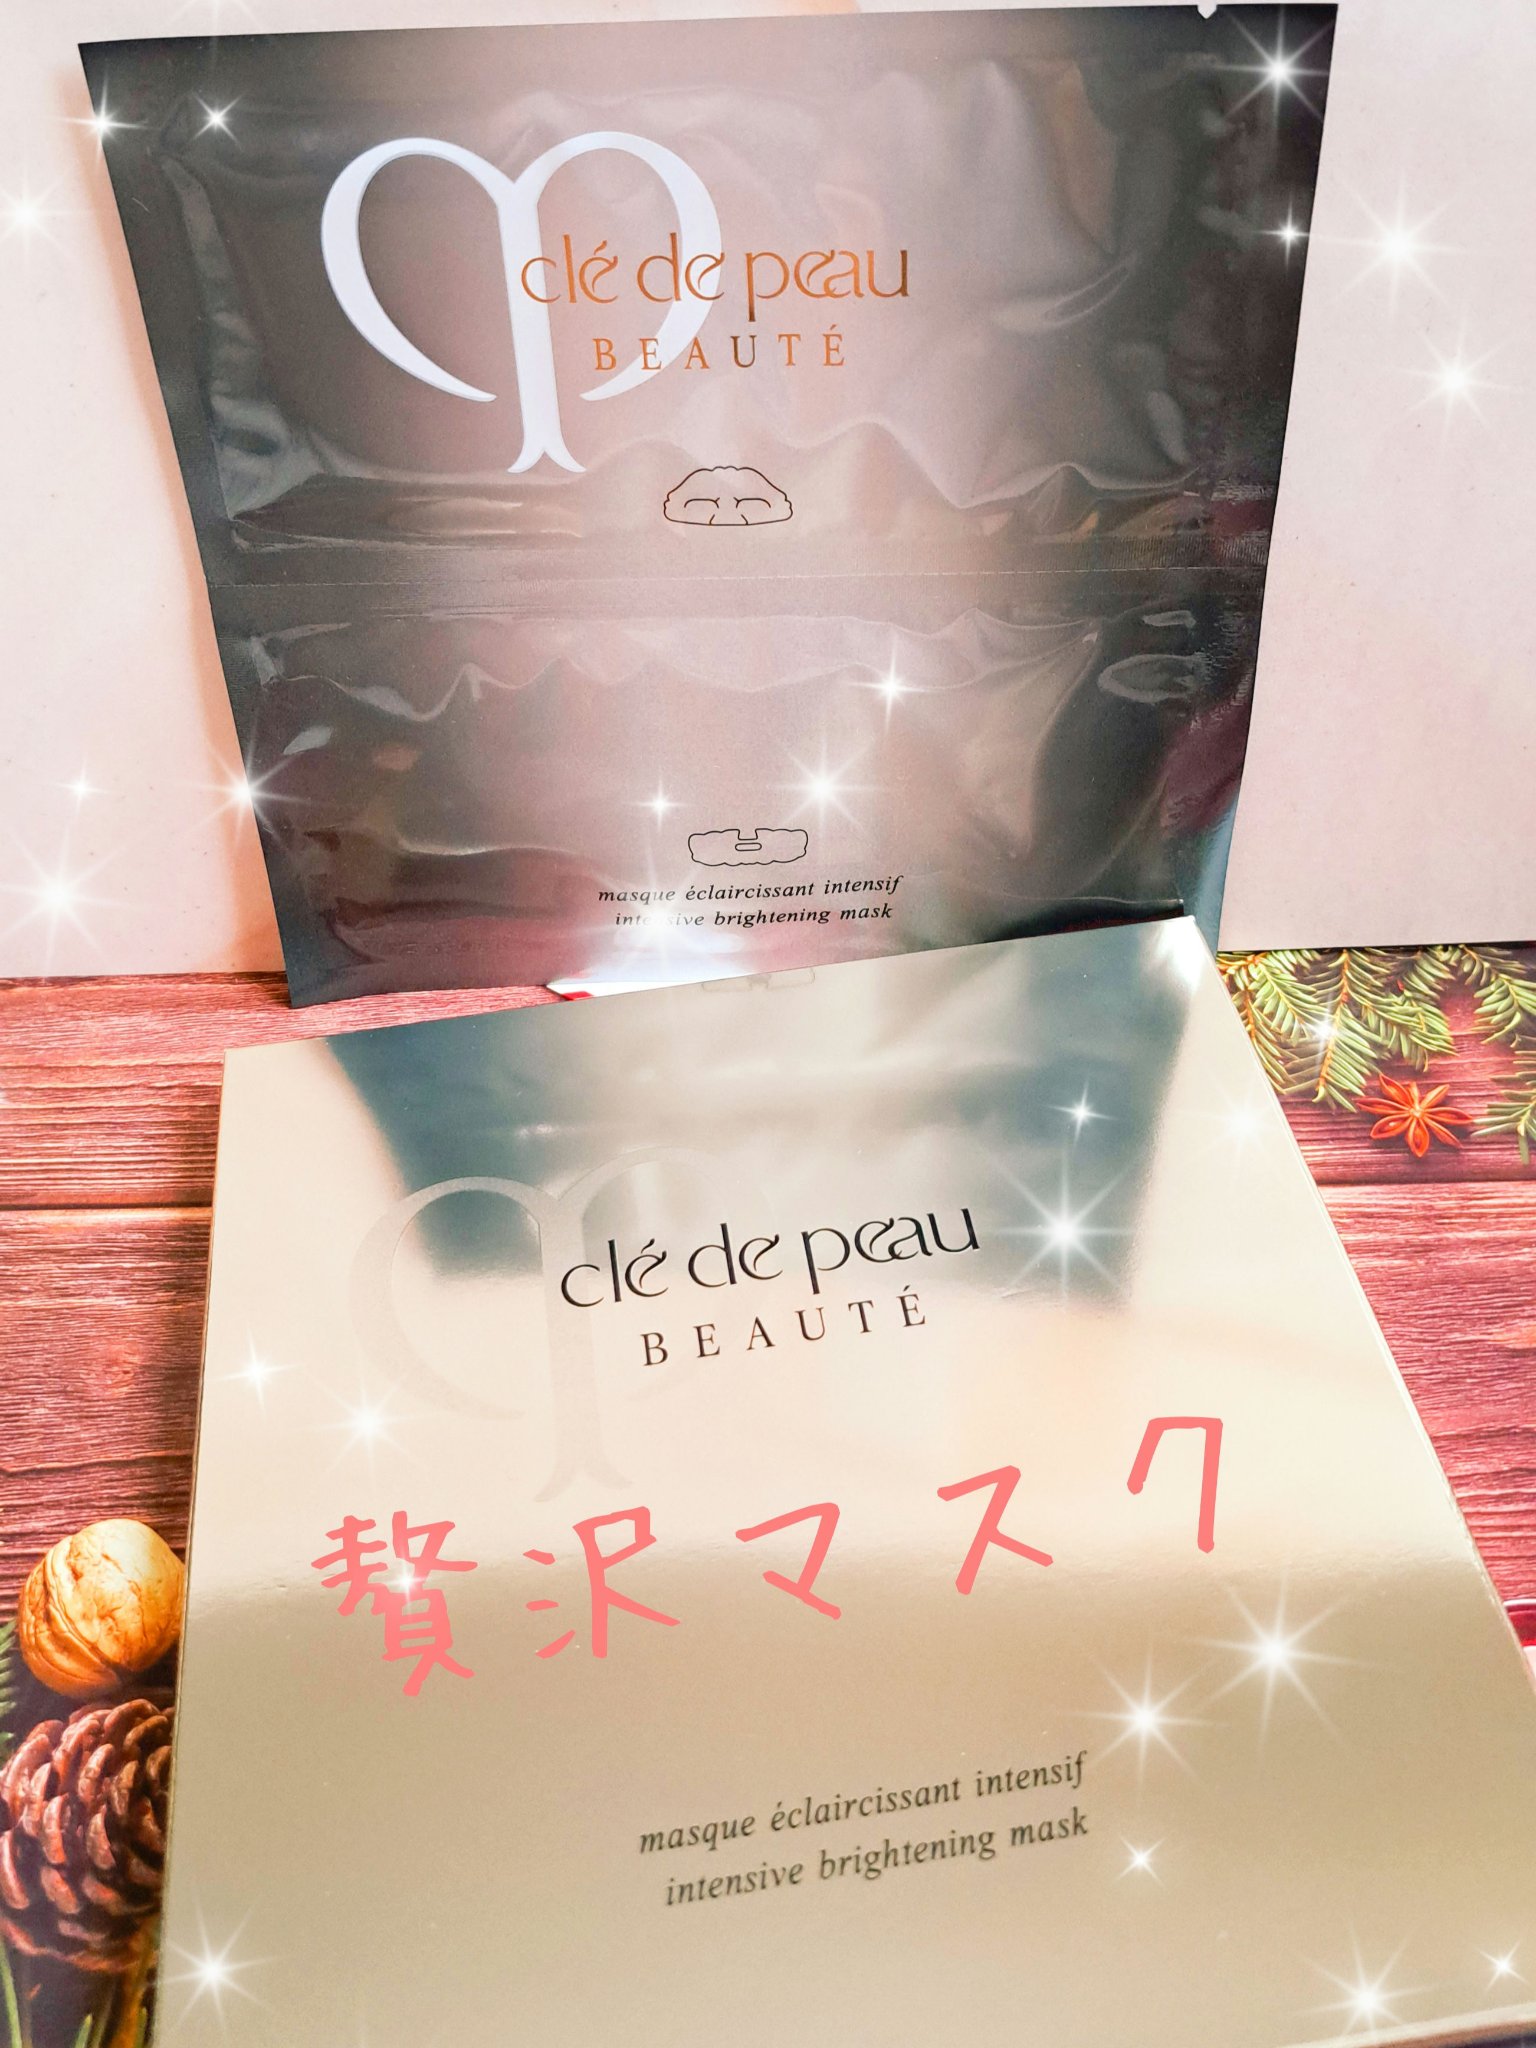 clé de peau
BEAUTÉ
masque éclaircissant intensif
intensive brightening mask
clé de peau
BEAUTÉ
贅沢マスク
masque éclaircissant intensif
intensive brightening mask